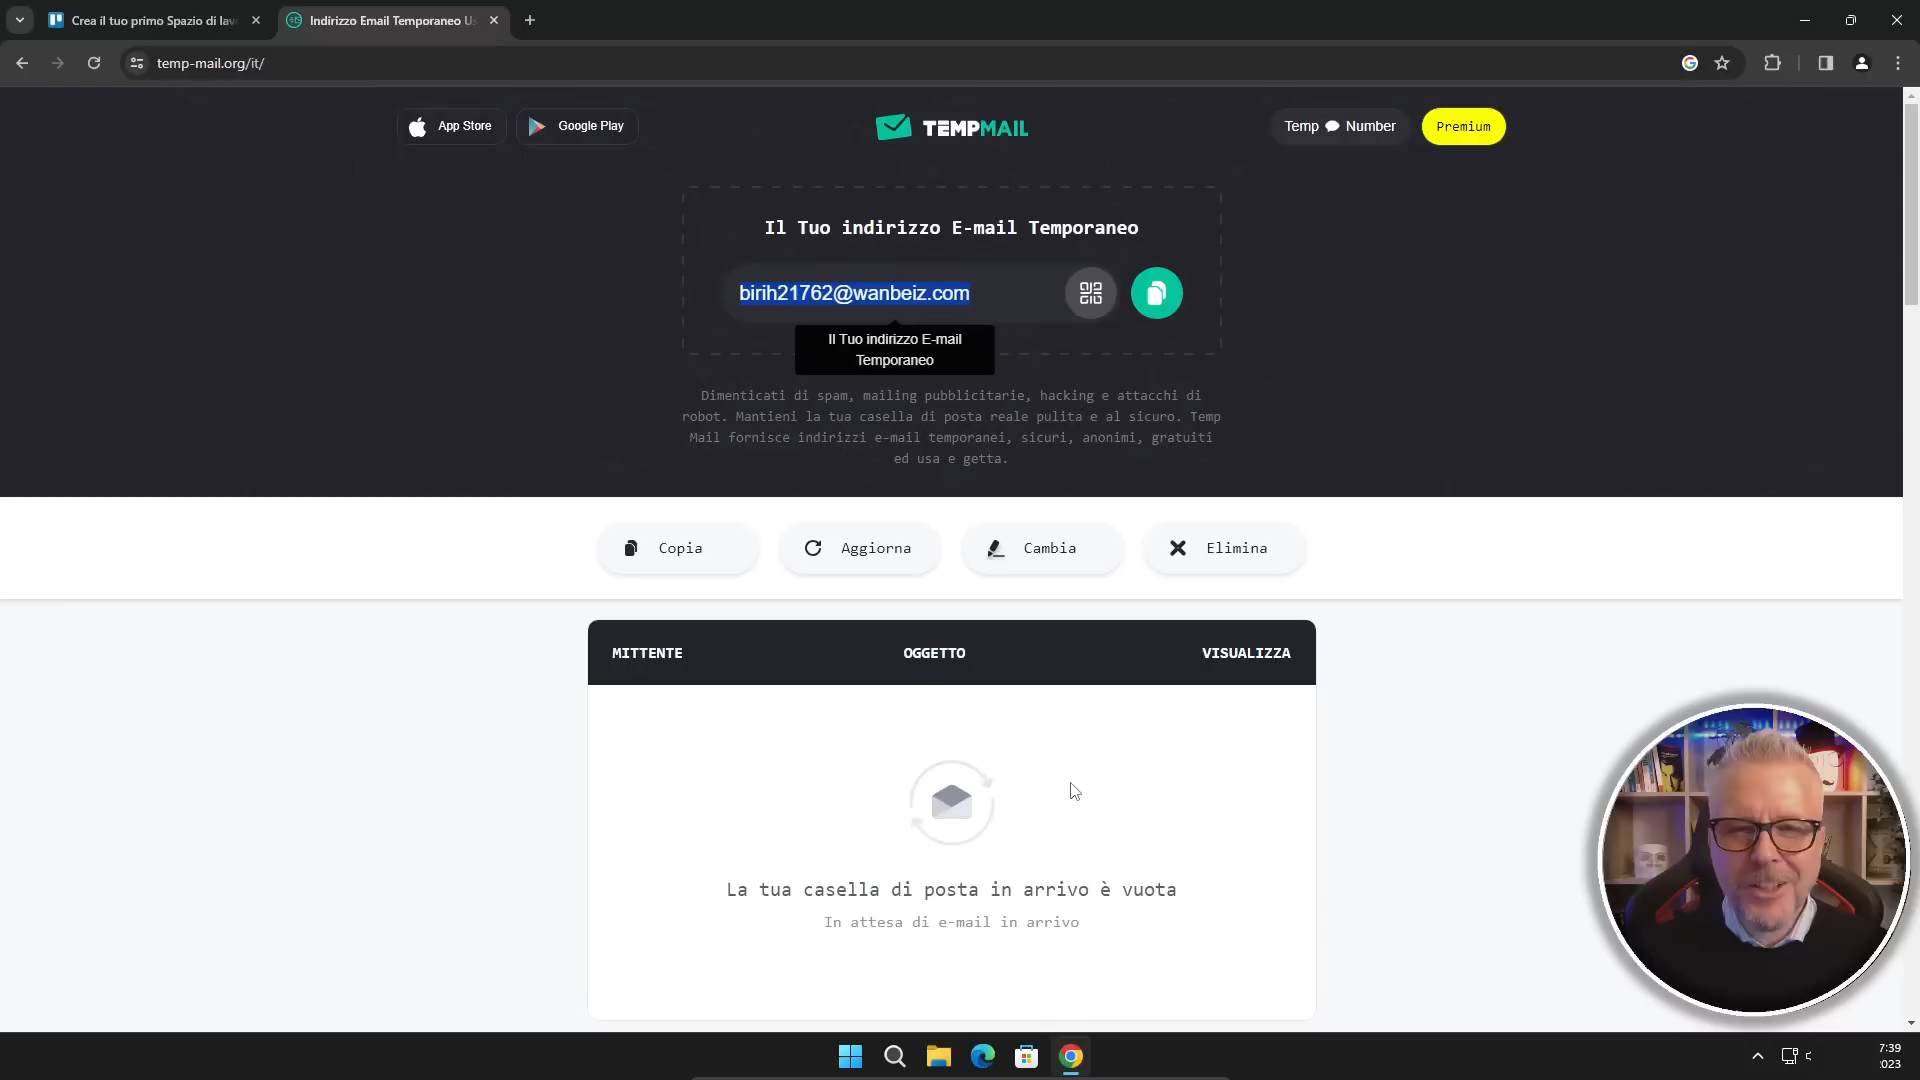 Crea il tuo primo Spazio di lav
Indirizzo Email Temporaneo Us
temp-mail.org/it/
App Store
Google Play
TEMPMAIL
Temp Number
Premium
Il Tuo indirizzo E-mail Temporaneo
birih21762@wanbeiz.com
Il Tuo indirizzo E-mail
Temporaneo
Dimenticati di spam, mailing pubblicitarie, hacking e attacchi di
robot. Mantieni la tua casella di posta reale pulita e al sicuro. Temp
Mail fornisce indirizzi e-mail temporanei, sicuri, anonimi, gratuiti
ed usa e getta.
Copia
Aggiorna
Cambia
Elimina
MITTENTE
OGGETTO
VISUALIZZA
La tua casella di posta in arrivo è vuota
In attesa di e-mail in arrivo
7:39
2023